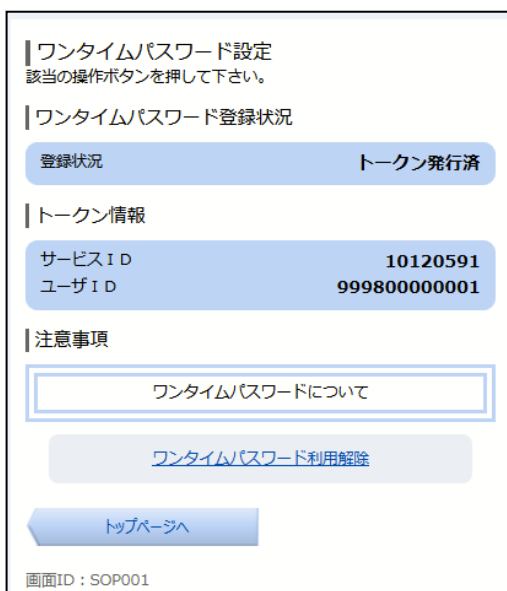 ワンタイムパスワード設定
該当の操作ボタンを押して下さい。
ワンタイムパスワード登録状況
登録状況 トークン発行済
トークン情報
サービスＩＤ 10120591
ユーザＩＤ 999800000001
注意事項
ワンタイムパスワードについて
ワンタイムパスワード利用解除
トップページへ
画面ID：SOP001